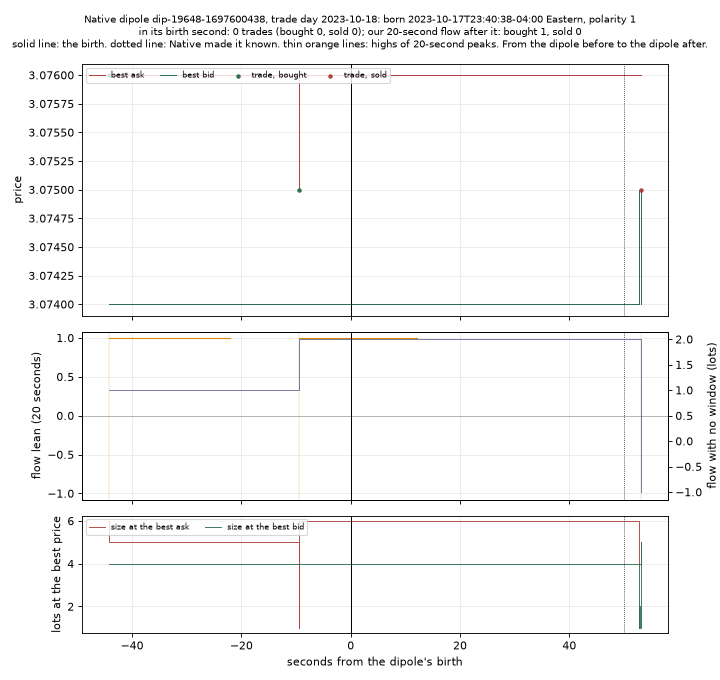 Native dipole dip-19648-1697600438, trade day 2023-10-18: born 2023-10-17T23:40:38-04:00 Eastern, polarity 1
in its birth second: 0 trades (bought 0, sold 0); our 20-second flow after it: bought 1, sold 0
solid line: the birth. dotted line: Native made it known. thin orange lines: highs of 20-second peaks. From the dipole before to the dipole after.
best ask best bid trade, bought trade, sold
3.07600
3.07575
3.07550
3.07525
3.07500
3.07475
3.07450
3.07425
3.07400
price
1.0
0.5
0.0
−0.5
−1.0
flow lean (20 seconds)
2.0
1.5
1.0
0.5
0.0
−0.5
−1.0
flow with no window (lots)
size at the best ask size at the best bid
6
4
2
lots at the best price
−40 −20 0 20 40
seconds from the dipole's birth